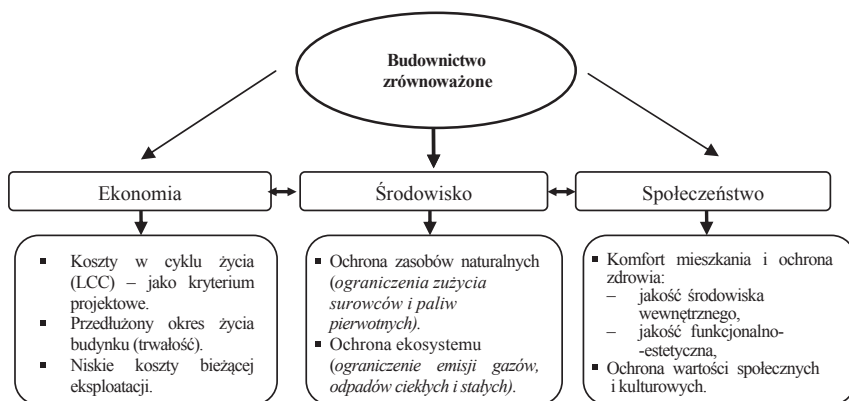 Budownictwo
zrównoważone
Ekonomia
Środowisko
Społeczeństwo
▪ Koszty w cyklu życia
(LCC) – jako kryterium
projektowe.
▪ Przedłużony okres życia
budynku (trwałość).
▪ Niskie koszty bieżącej
eksploatacji.
▪ Ochrona zasobów naturalnych
(ograniczenia zużycia
surowców i paliw
pierwotnych).
▪ Ochrona ekosystemu
(ograniczenie emisji gazów,
odpadów ciekłych i stałych).
▪ Komfort mieszkania i ochrona
zdrowia:
– jakość środowiska
wewnętrznego,
– jakość funkcjonalno-
-estetyczna,
▪ Ochrona wartości społecznych
i kulturowych.